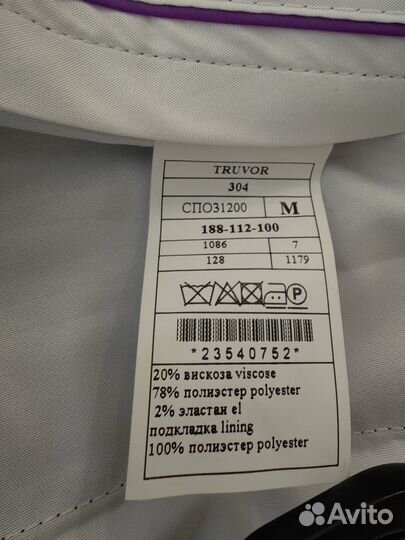 TRUVOR
304
СПО31200 M
188-112-100
1086 7
128 1179
P
*23540752*
20% вискоза viscose
78% полиэстер polyester
2% эластан el
подкладка lining
100% полиэстер polyester
Avito